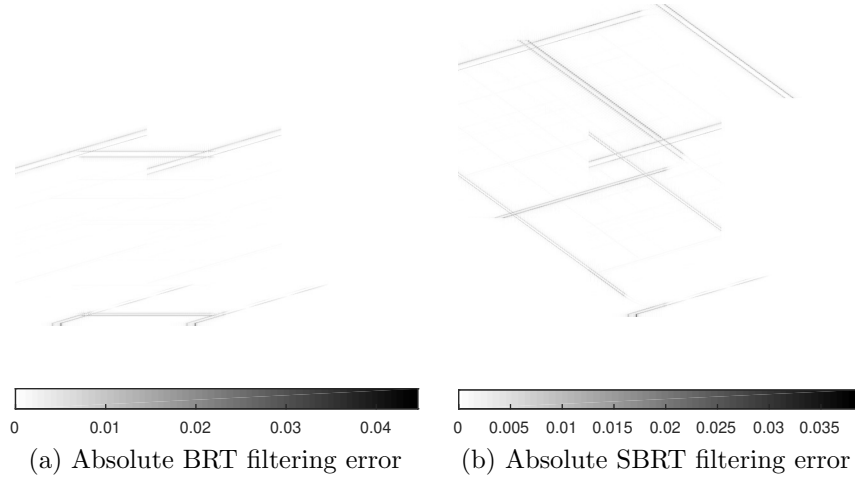 0 0.01 0.02 0.03 0.04
0 0.005 0.01 0.015 0.02 0.025 0.03 0.035
(a) Absolute BRT filtering error
(b) Absolute SBRT filtering error